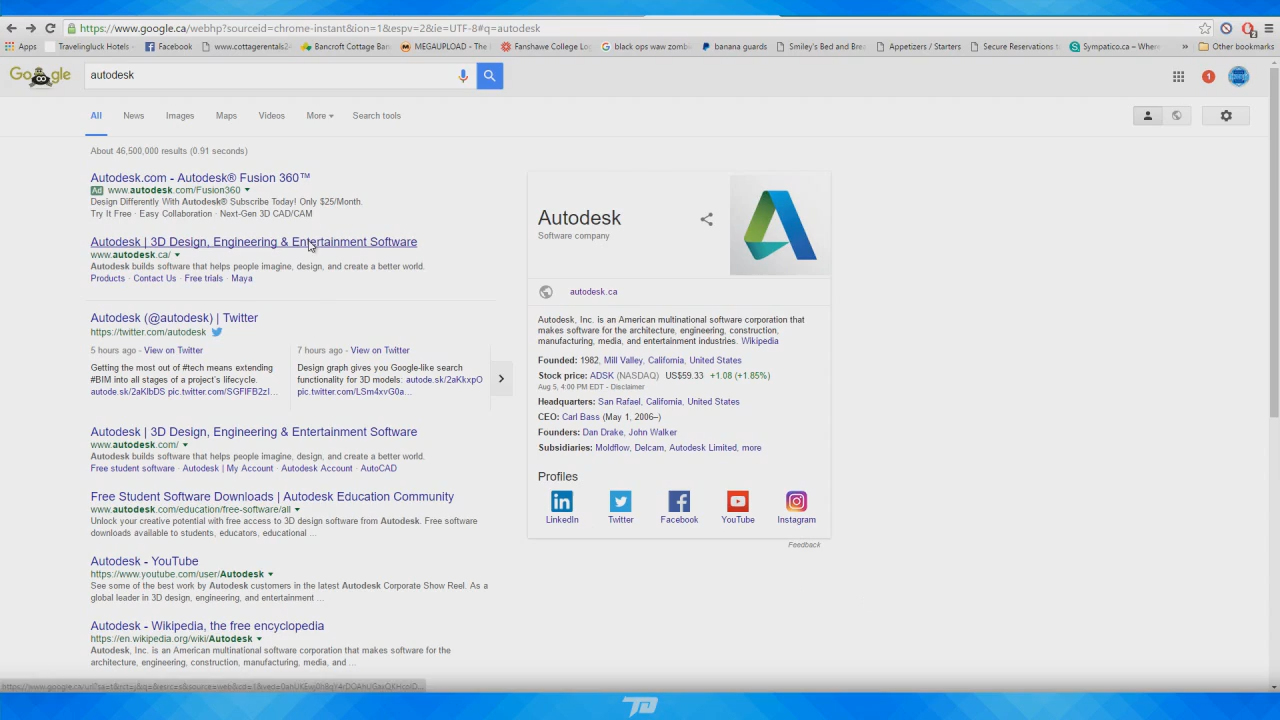 https://www.google.ca/webhp?sourceid=chrome-instant&ion=1&espv=2&ie=UTF-8#q=autodesk
Apps Travelingluck Hotels - Facebook www.cottagerentals24 Bancroft Cottage Ban MEGAUPLOAD - The Fanshawe College Lo black ops waw zombi banana guards Smiley's Bed and Bre Appetizers / Starters Secure Reservations Sympatico.ca – Where » Other bookmarks
Google autodesk 1
All News Images Maps Videos More Search tools
About 46,500,000 results (0.91 seconds)
Autodesk.com - Autodesk® Fusion 360™
Ad www.autodesk.com/Fusion360
Design Differently With Autodesk® Subscribe Today! Only $25/Month.
Try It Free · Easy Collaboration · Next-Gen 3D CAD/CAM
Autodesk | 3D Design, Engineering & Entertainment Software
www.autodesk.ca/
Autodesk builds software that helps people imagine, design, and create a better world.
Products · Contact Us · Free trials · Maya
Autodesk (@autodesk) | Twitter
https://twitter.com/autodesk
5 hours ago - View on Twitter
Getting the most out of #tech means extending
#BIM into all stages of a project's lifecycle.
autode.sk/2aKlbDS pic.twitter.com/SGFIFB2zI...
7 hours ago - View on Twitter
Design graph gives you Google-like search
functionality for 3D models: autode.sk/2aKkxpO
pic.twitter.com/LSm4xvG0a...
Autodesk | 3D Design, Engineering & Entertainment Software
www.autodesk.com/
Autodesk builds software that helps people imagine, design, and create a better world.
Free student software · Autodesk | My Account · Autodesk Account · AutoCAD
Free Student Software Downloads | Autodesk Education Community
www.autodesk.com/education/free-software/all
Unlock your creative potential with free access to 3D design software from Autodesk. Free software
downloads available to students, educators, educational ...
Autodesk - YouTube
https://www.youtube.com/user/Autodesk
See some of the best work by Autodesk customers in the latest Autodesk Corporate Show Reel. As a
global leader in 3D design, engineering, and entertainment ...
Autodesk - Wikipedia, the free encyclopedia
https://en.wikipedia.org/wiki/Autodesk
Autodesk, Inc. is an American multinational software corporation that makes software for the
architecture, engineering, construction, manufacturing, media, and ...
Autodesk
Software company
autodesk.ca
Autodesk, Inc. is an American multinational software corporation that
makes software for the architecture, engineering, construction,
manufacturing, media, and entertainment industries. Wikipedia
Founded: 1982, Mill Valley, California, United States
Stock price: ADSK (NASDAQ) US$59.33 +1.08 (+1.85%)
Aug 5, 4:00 PM EDT - Disclaimer
Headquarters: San Rafael, California, United States
CEO: Carl Bass (May 1, 2006–)
Founders: Dan Drake, John Walker
Subsidiaries: Moldflow, Delcam, Autodesk Limited, more
Profiles
LinkedIn Twitter Facebook YouTube Instagram
Feedback